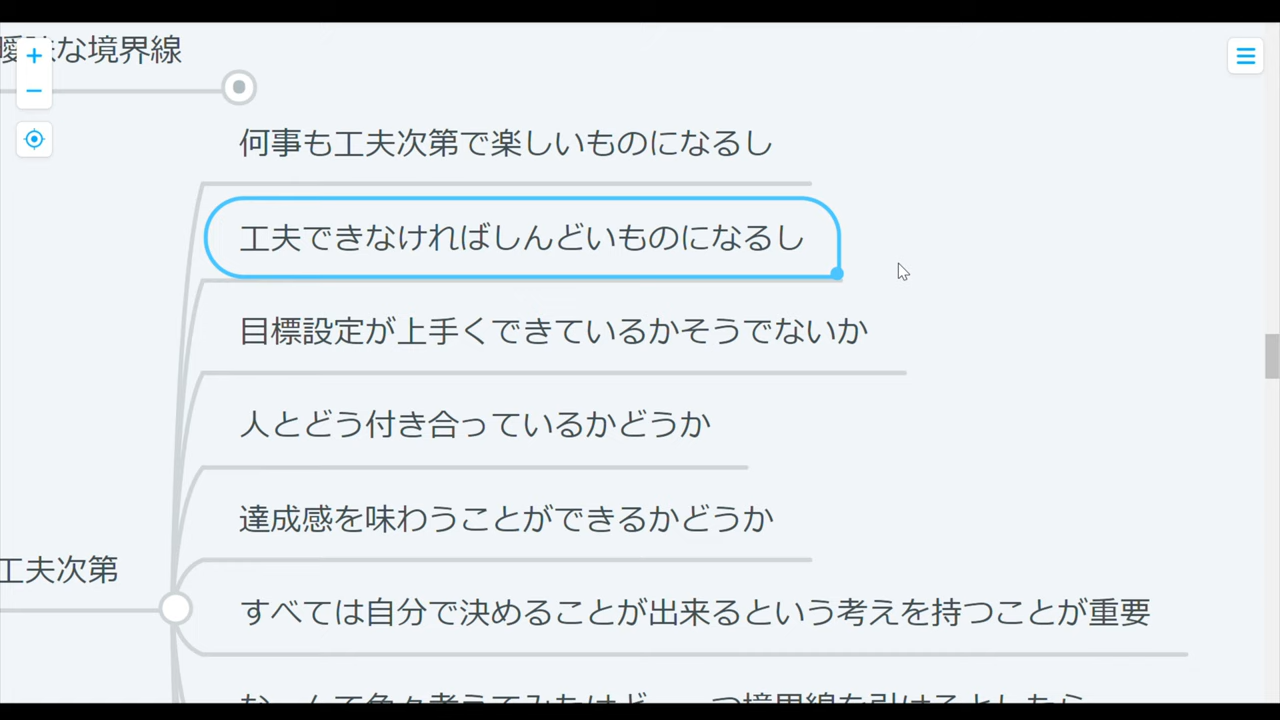 な境界線
何事も工夫次第で楽しいものになるし
工夫できなければしんどいものになるし
目標設定が上手くできているかそうでないか
人とどう付き合っているかどうか
達成感を味わうことができるかどうか
工夫次第
すべては自分で決めることが出来るという考えを持つことが重要